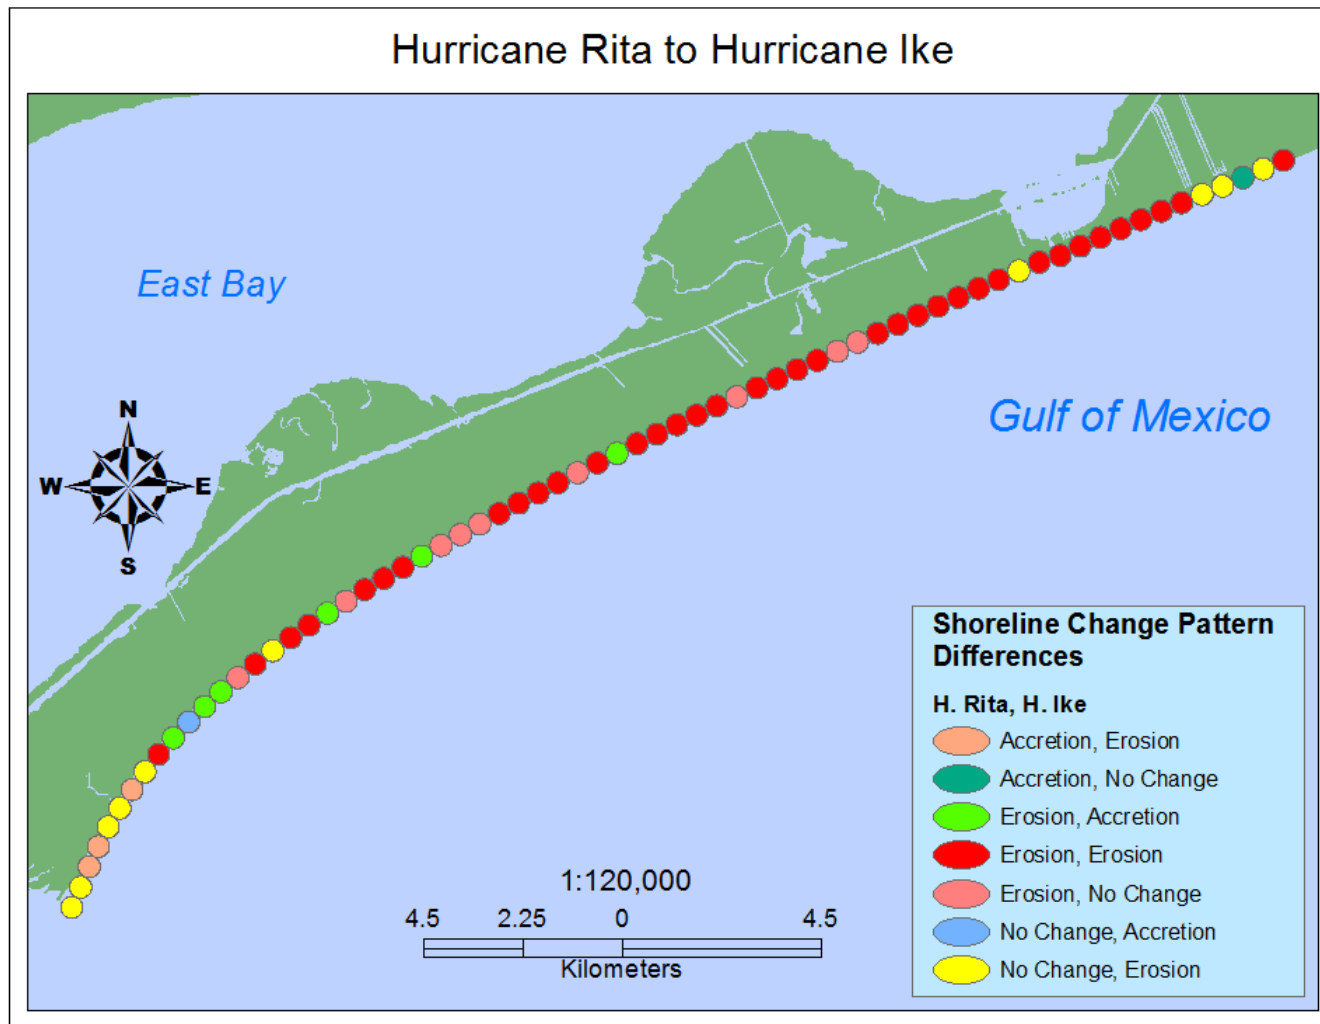 Hurricane Rita to Hurricane Ike
East Bay
Gulf of Mexico
N
W
E
S
Shoreline Change Pattern
Differences
H. Rita, H. Ike
Accretion, Erosion
Accretion, No Change
Erosion, Accretion
Erosion, Erosion
Erosion, No Change
No Change, Accretion
No Change, Erosion
1:120,000
4.5 2.25 0 4.5
Kilometers